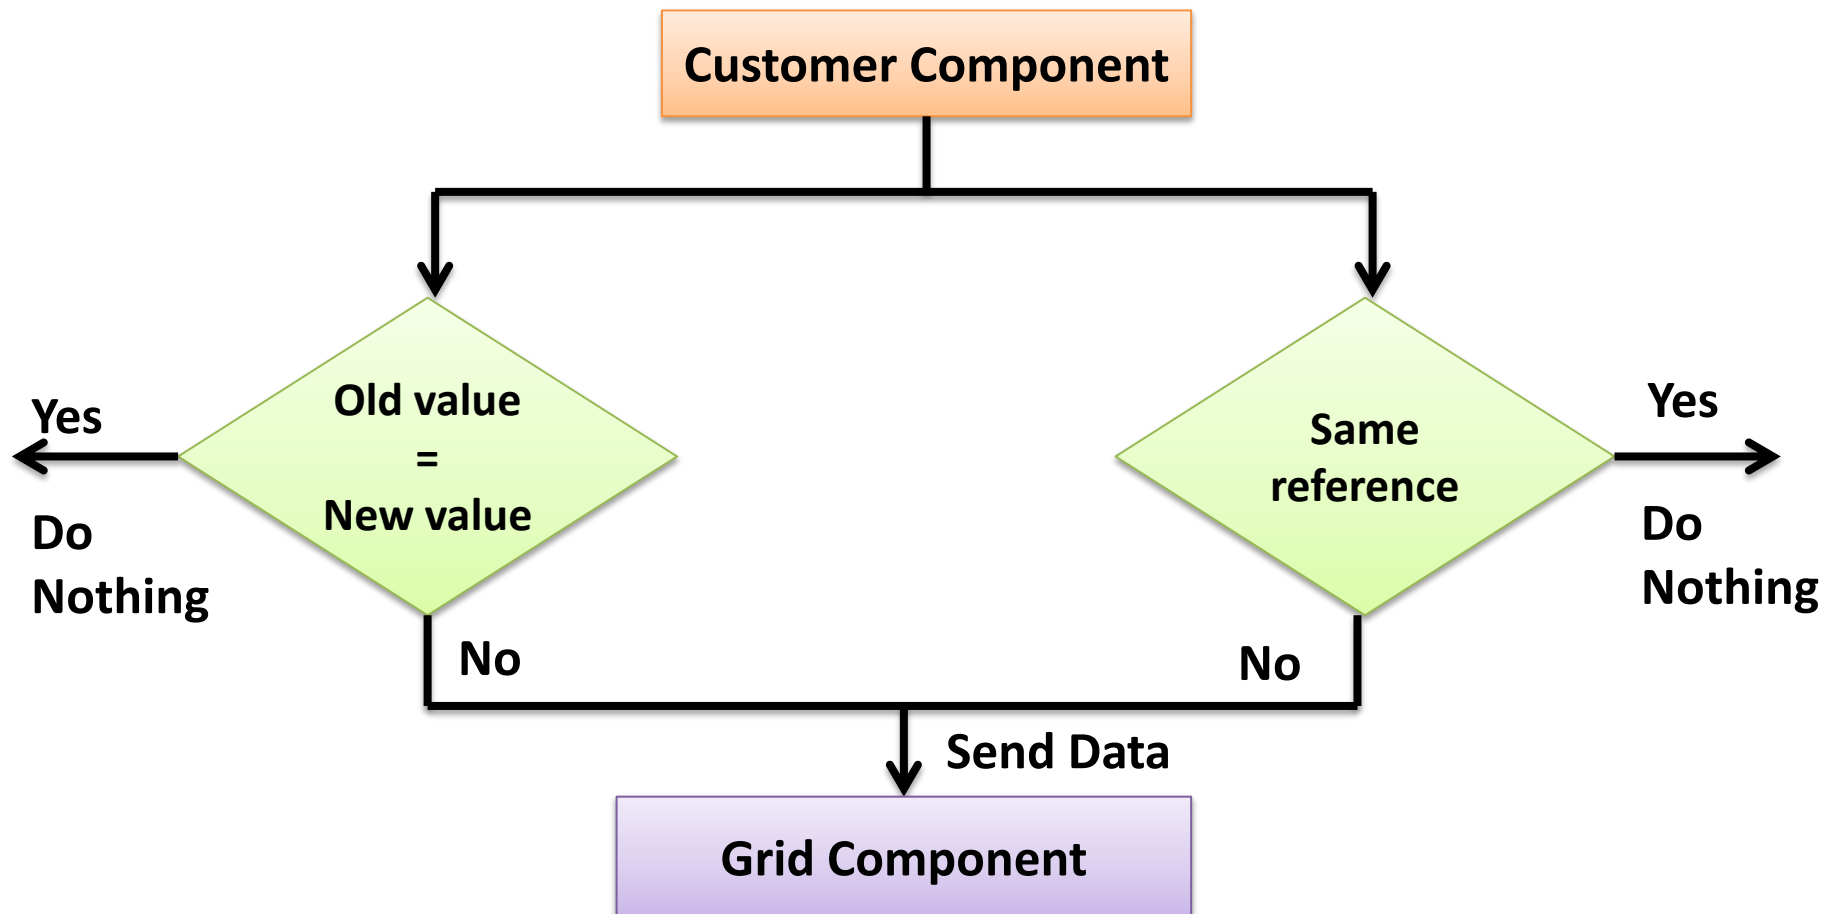 Customer Component
Old value
=
New value
Yes
Do
Nothing
No
Same
reference
Yes
Do
Nothing
No
Send Data
Grid Component